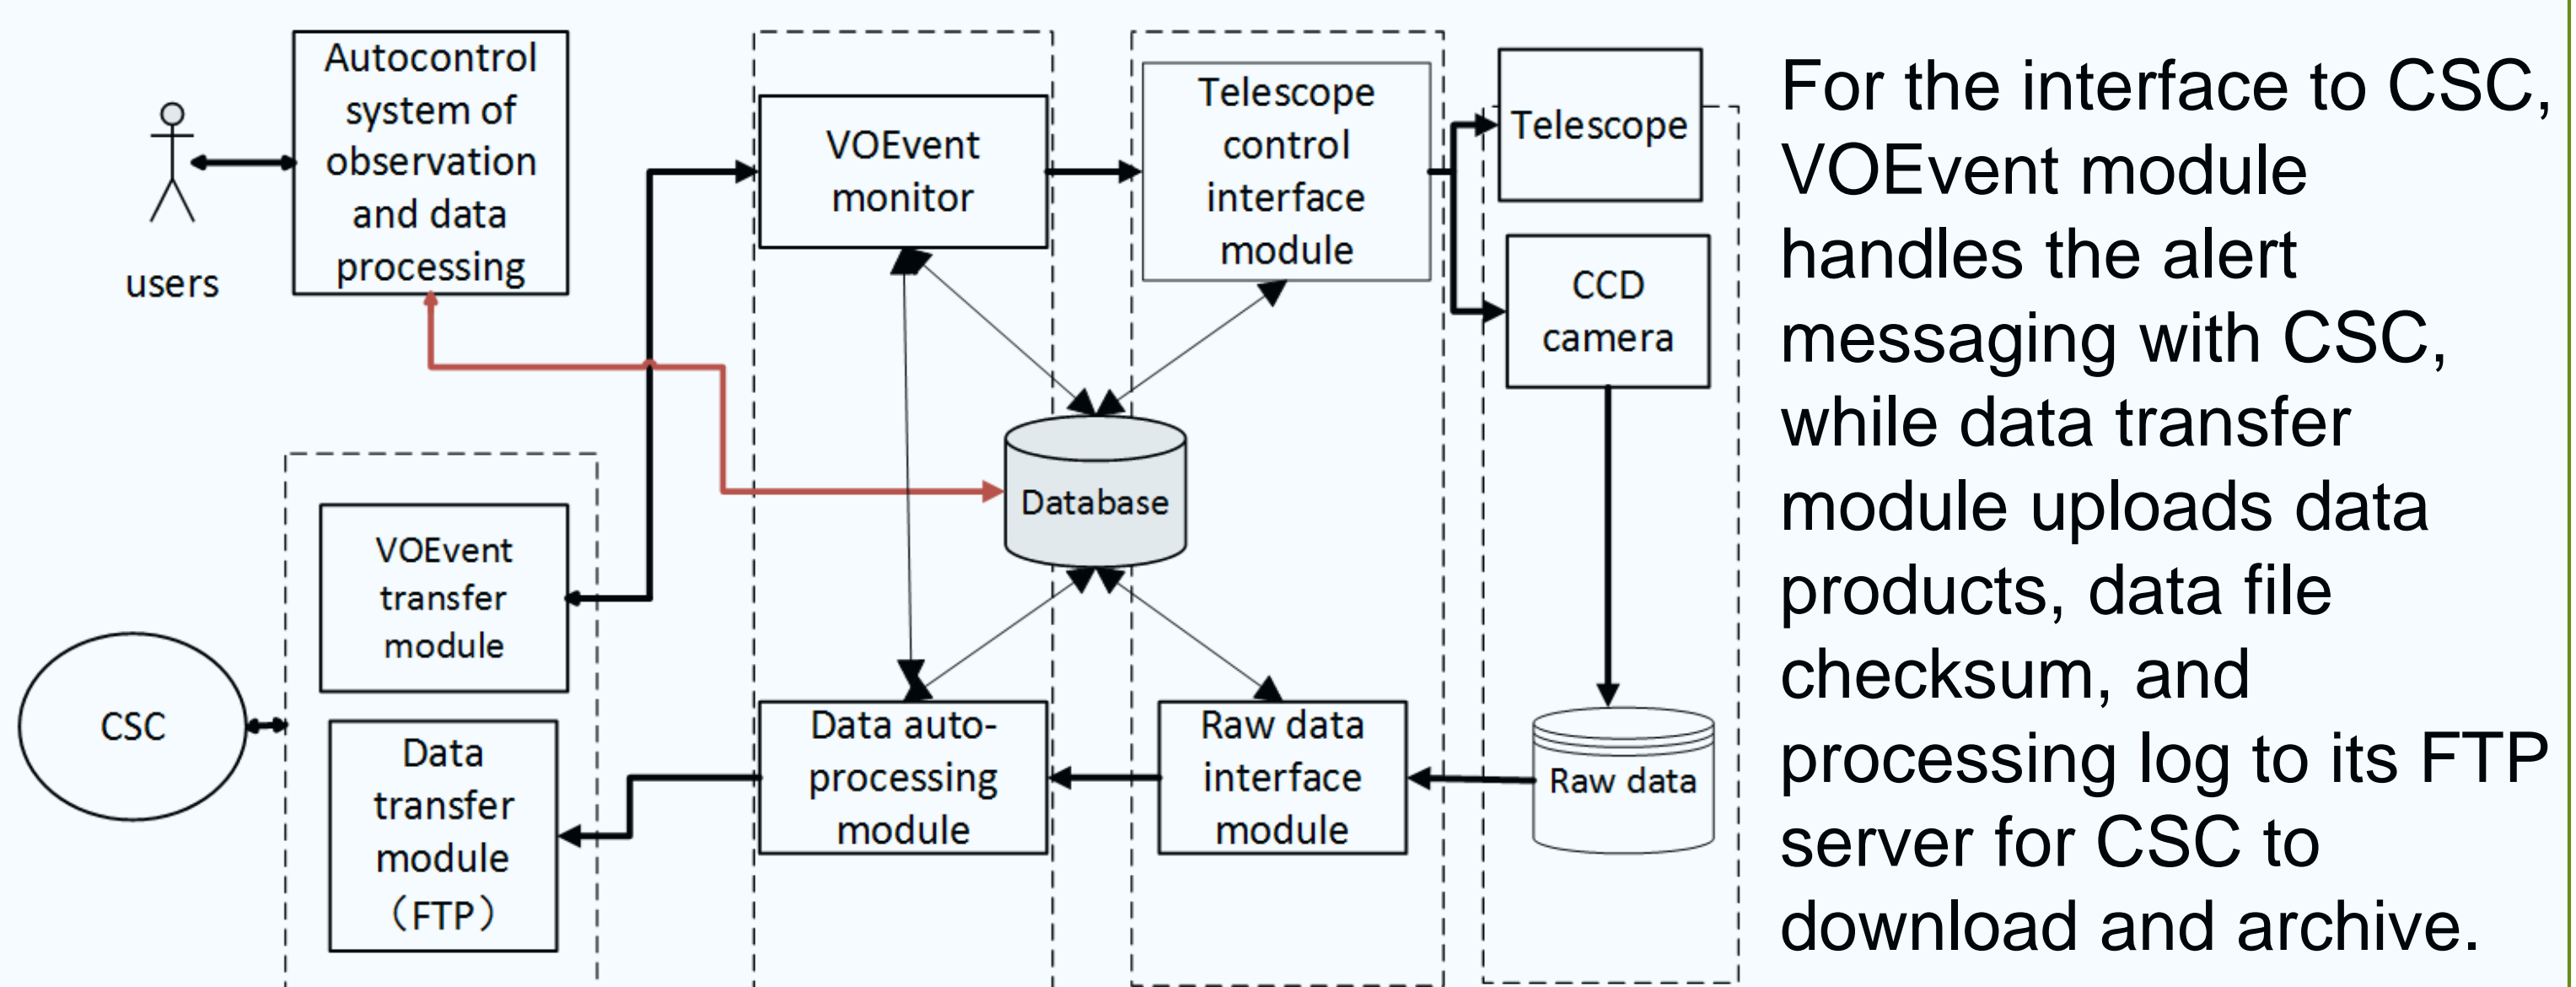 Autocontrol
system of
observation
and data
processing
users
VOEvent
monitor
Telescope
control
interface
module
Telescope
CCD
camera
Database
VOEvent
transfer
module
CSC
Data
transfer
module
（FTP）
Data auto-
processing
module
Raw data
interface
module
Raw data
For the interface to CSC,
VOEvent module
handles the alert
messaging with CSC,
while data transfer
module uploads data
products, data file
checksum, and
processing log to its FTP
server for CSC to
download and archive.